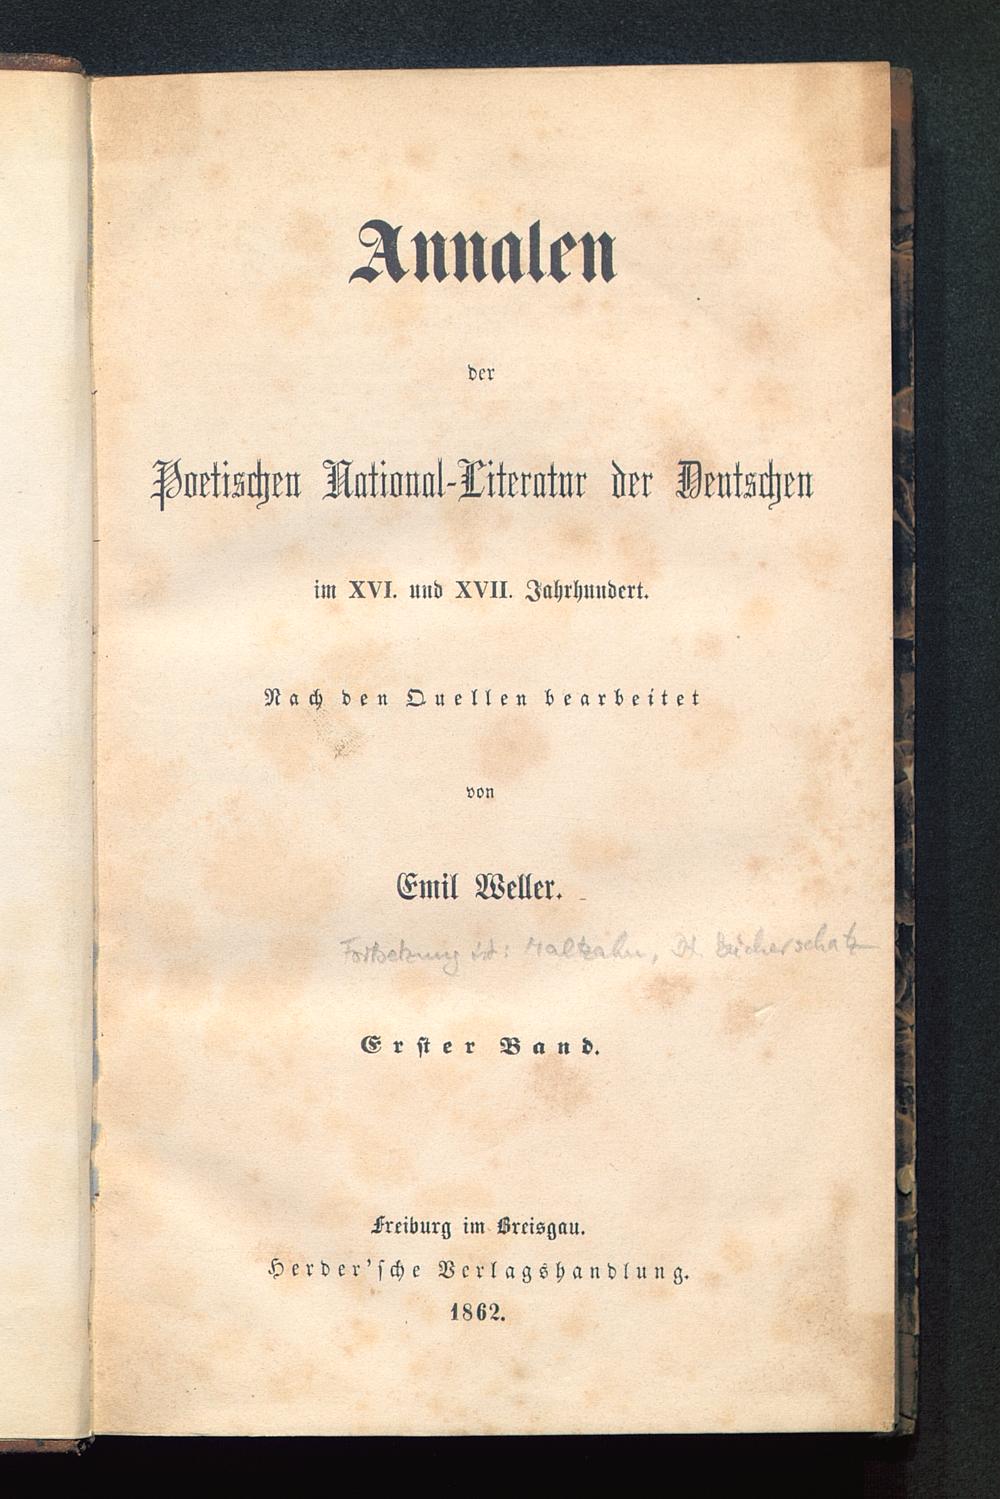 Annalen
der
Poetischen National-Literatur der Deutschen
im XVI. und XVII. Jahrhundert.
Nach den Quellen bearbeitet
von
Emil Weller.
Fortsetzung ist: Maltzahn, Dt. Bücherschatz
Erster Band.
Freiburg im Breisgau.
Herder'sche Verlagshandlung.
1862.